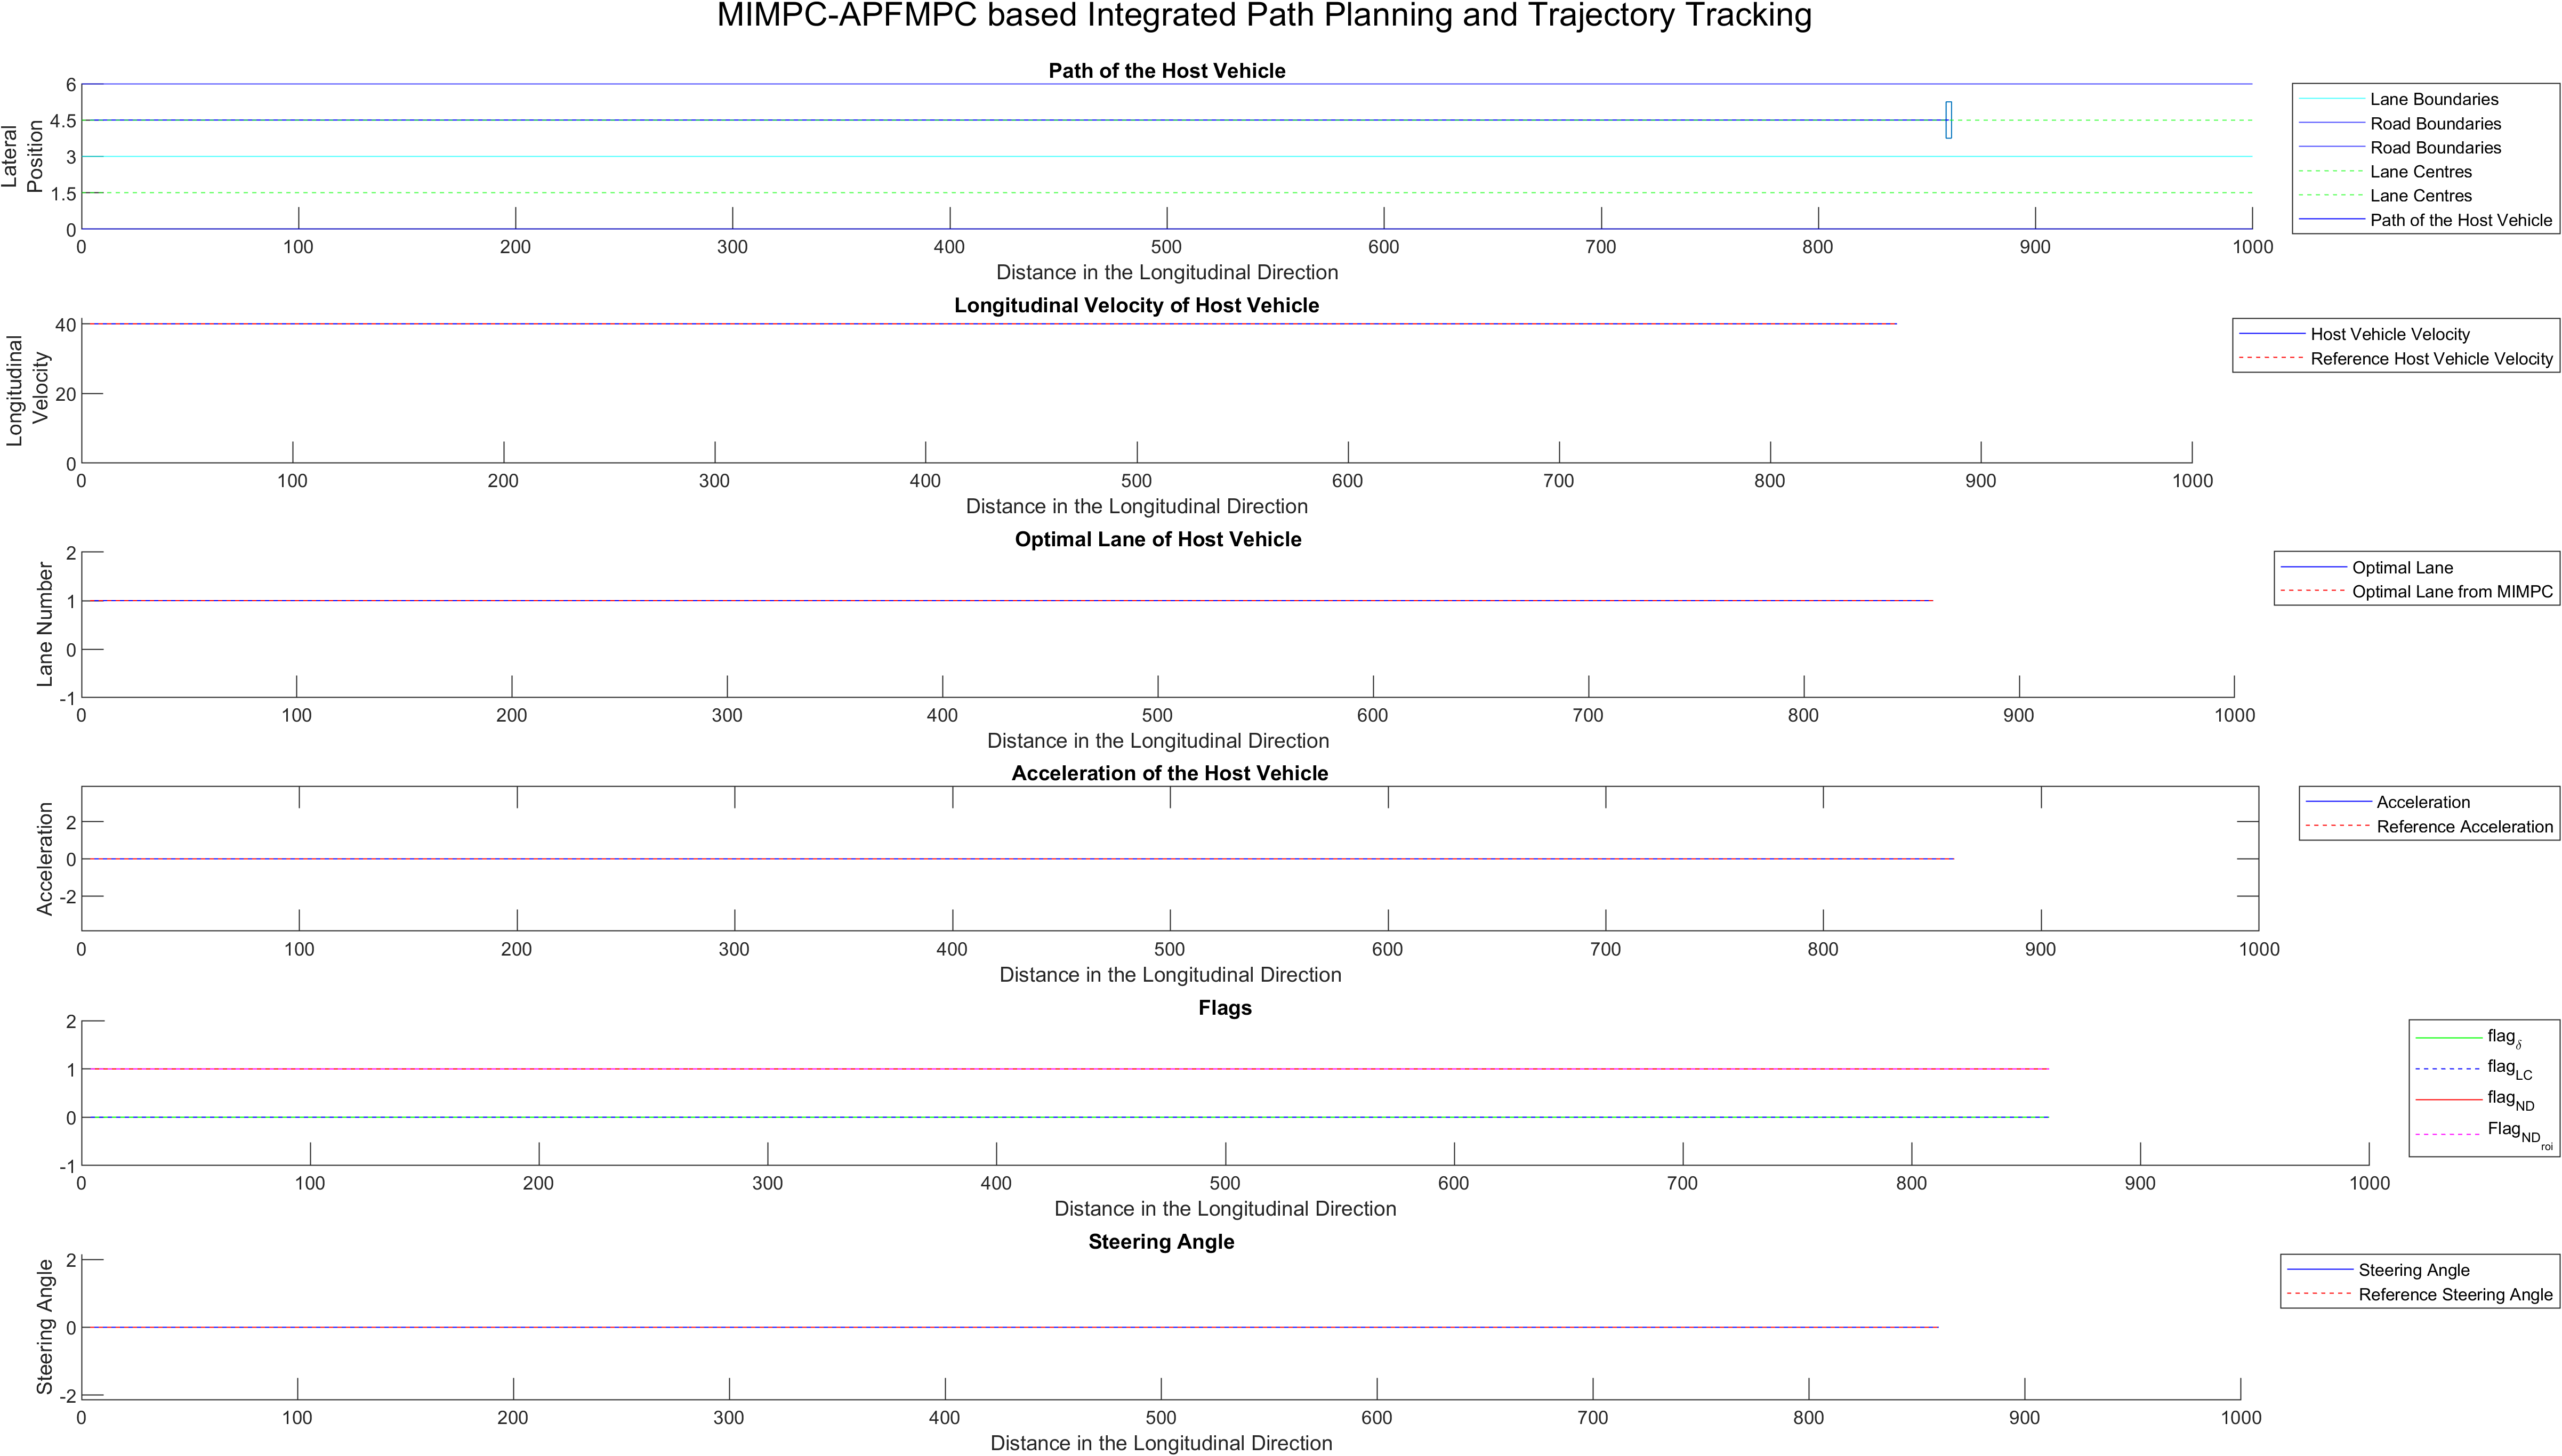 MIMPC-APFMPC based Integrated Path Planning and Trajectory Tracking
Path of the Host Vehicle
Lateral
Position
6
4.5
3
1.5
0
0 100 200 300 400 500 600 700 800 900 1000
Distance in the Longitudinal Direction
Lane Boundaries
Road Boundaries
Road Boundaries
Lane Centres
Lane Centres
Path of the Host Vehicle
Longitudinal Velocity of Host Vehicle
Longitudinal
Velocity
40
20
0
0 100 200 300 400 500 600 700 800 900 1000
Distance in the Longitudinal Direction
Host Vehicle Velocity
Reference Host Vehicle Velocity
Optimal Lane of Host Vehicle
Lane Number
2
1
0
-1
0 100 200 300 400 500 600 700 800 900 1000
Distance in the Longitudinal Direction
Optimal Lane
Optimal Lane from MIMPC
Acceleration of the Host Vehicle
Acceleration
2
0
-2
0 100 200 300 400 500 600 700 800 900 1000
Distance in the Longitudinal Direction
Acceleration
Reference Acceleration
Flags
2
1
0
-1
0 100 200 300 400 500 600 700 800 900 1000
Distance in the Longitudinal Direction
flagδ
flagLC
flagND
FlagNDroi
Steering Angle
Steering Angle
2
0
-2
0 100 200 300 400 500 600 700 800 900 1000
Distance in the Longitudinal Direction
Steering Angle
Reference Steering Angle